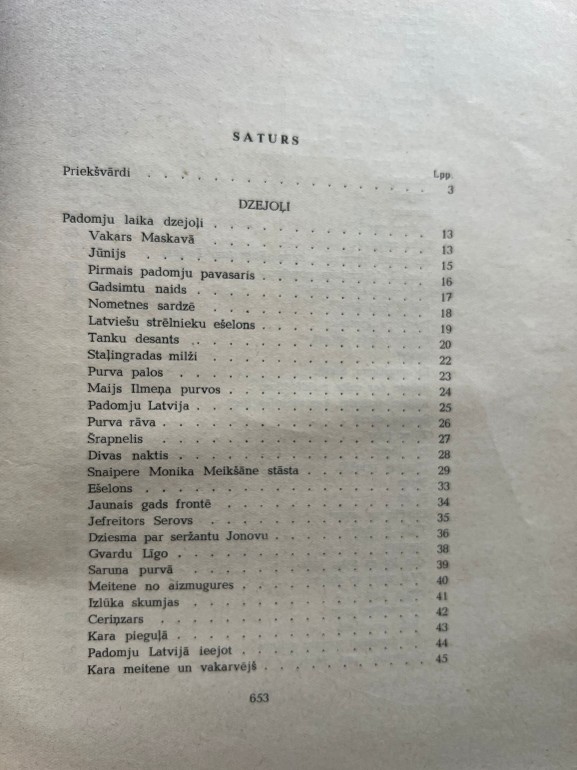 SATURS
Lpp.
Priekšvārdi . . . . . . . . . . . . . . 3
DZEJOĻI
Padomju laika dzejoļi . . . . . . . . . . . . 13
Vakars Maskavā . . . . . . . . . . . . 13
Jūnijs . . . . . . . . . . . . . . 15
Pirmais padomju pavasaris . . . . . . . . . . 16
Gadsimtu naids . . . . . . . . . . . . 17
Nometnes sardzē . . . . . . . . . . . . 18
Latviešu strēlnieku ešelons . . . . . . . . . . 19
Tanku desants . . . . . . . . . . . . 20
Staļingradas milži . . . . . . . . . . . . 22
Purva palos . . . . . . . . . . . . . 23
Maijs Ilmeņa purvos . . . . . . . . . . . 24
Padomju Latvija . . . . . . . . . . . . 25
Purva rāva . . . . . . . . . . . . . 26
Šrapnelis . . . . . . . . . . . . . 27
Divas naktis . . . . . . . . . . . . . 28
Snaipere Monika Meikšāne stāsta . . . . . . . . 29
Ešelons . . . . . . . . . . . . . . 33
Jaunais gads frontē . . . . . . . . . . . 34
Jefreitors Serovs . . . . . . . . . . . . 35
Dziesma par seržantu Jonovu . . . . . . . . . 36
Gvardu Līgo . . . . . . . . . . . . . 38
Saruna purvā . . . . . . . . . . . . 39
Meitene no aizmugures . . . . . . . . . . 40
Izlūka skumjas . . . . . . . . . . . . 41
Ceriņzars . . . . . . . . . . . . . 42
Kara pieguļā . . . . . . . . . . . . . 43
Padomju Latvijā ieejot . . . . . . . . . . 44
Kara meitene un vakarvējš . . . . . . . . . 45
653